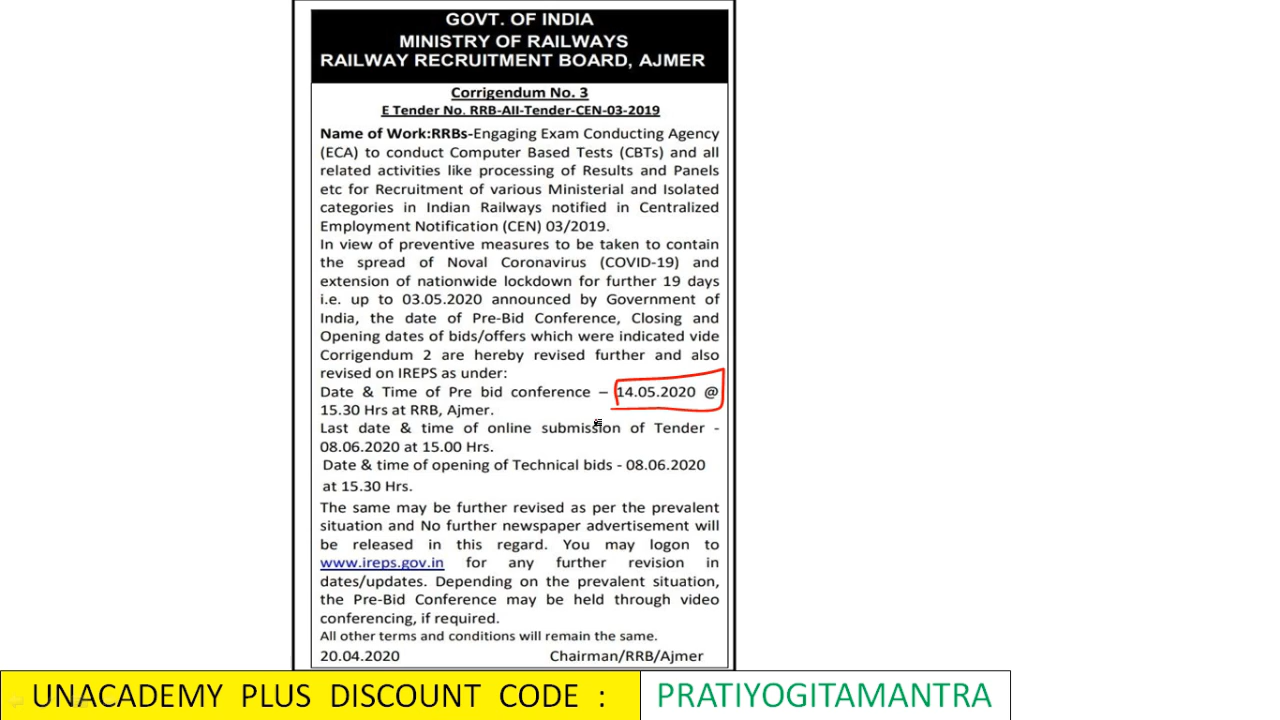 GOVT. OF INDIA
MINISTRY OF RAILWAYS
RAILWAY RECRUITMENT BOARD, AJMER
Corrigendum No. 3
E Tender No. RRB-AII-Tender-CEN-03-2019
Name of Work:RRBs-Engaging Exam Conducting Agency
(ECA) to conduct Computer Based Tests (CBTs) and all
related activities like processing of Results and Panels
etc for Recruitment of various Ministerial and Isolated
categories in Indian Railways notified in Centralized
Employment Notification (CEN) 03/2019.
In view of preventive measures to be taken to contain
the spread of Noval Coronavirus (COVID-19) and
extension of nationwide lockdown for further 19 days
i.e. up to 03.05.2020 announced by Government of
India, the date of Pre-Bid Conference, Closing and
Opening dates of bids/offers which were indicated vide
Corrigendum 2 are hereby revised further and also
revised on IREPS as under:
Date & Time of Pre bid conference – 14.05.2020 @
15.30 Hrs at RRB, Ajmer.
Last date & time of online submission of Tender -
08.06.2020 at 15.00 Hrs.
Date & time of opening of Technical bids - 08.06.2020
at 15.30 Hrs.
The same may be further revised as per the prevalent
situation and No further newspaper advertisement will
be released in this regard. You may logon to
www.ireps.gov.in for any further revision in
dates/updates. Depending on the prevalent situation,
the Pre-Bid Conference may be held through video
conferencing, if required.
All other terms and conditions will remain the same.
20.04.2020 Chairman/RRB/Ajmer
UNACADEMY PLUS DISCOUNT CODE : PRATIYOGITAMANTRA